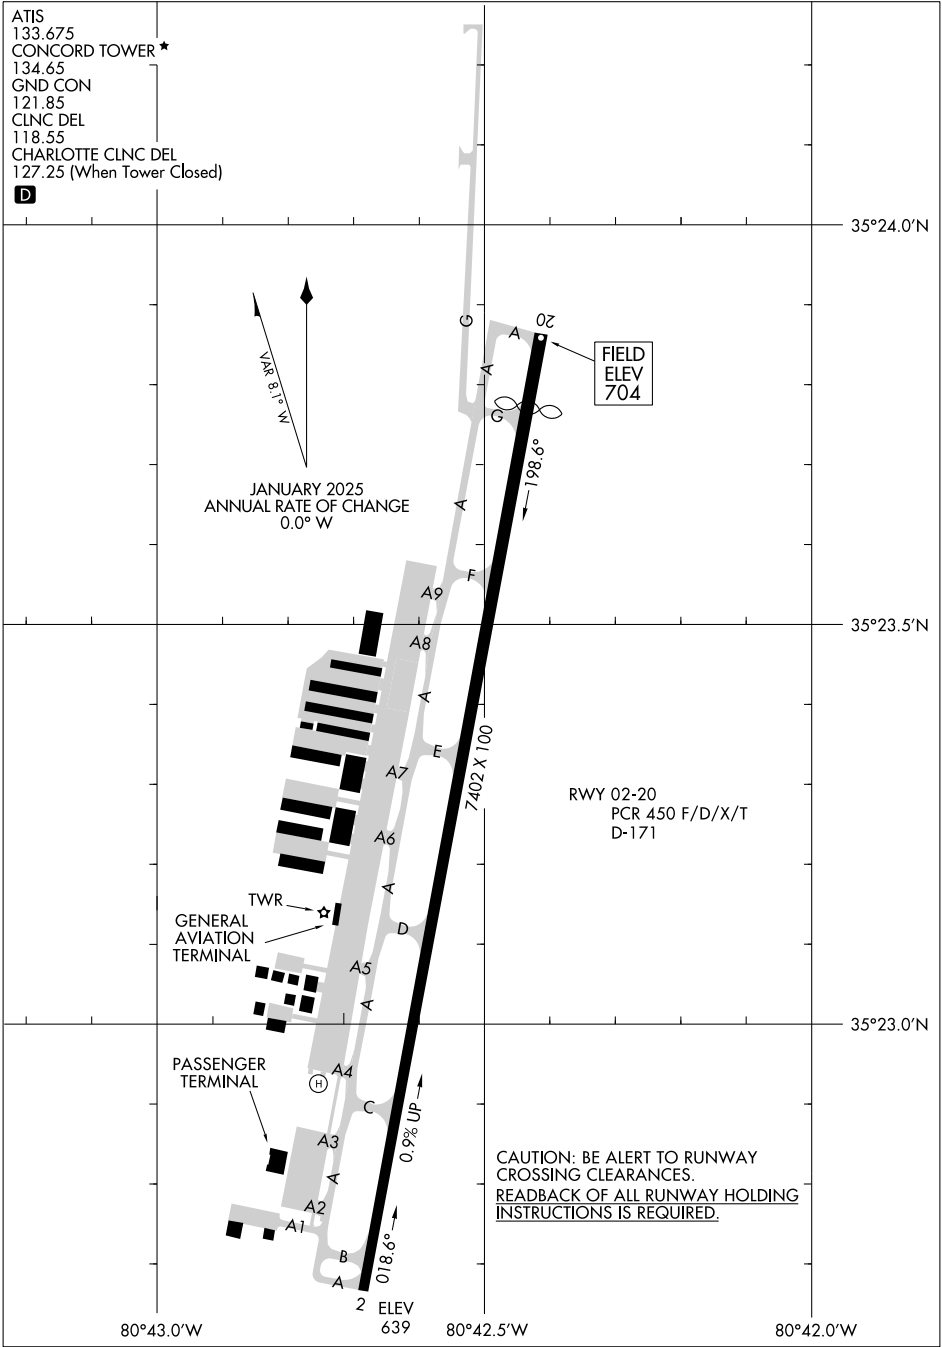 ATIS
133.675
CONCORD TOWER ★
134.65
GND CON
121.85
CLNC DEL
118.55
CHARLOTTE CLNC DEL
127.25 (When Tower Closed)
D
35°24.0'N
G
A
20
FIELD
ELEV
704
A
G
VAR 8.1° W
198.6°
JANUARY 2025
ANNUAL RATE OF CHANGE
0.0° W
A
F
A9
35°23.5'N
A8
A
E
7402 X 100
A7
RWY 02-20
PCR 450 F/D/X/T
D-171
A6
A
TWR
GENERAL
AVIATION
TERMINAL
D
A5
A
35°23.0'N
PASSENGER
TERMINAL
A4
H
C
0.9% UP
A3
A
CAUTION: BE ALERT TO RUNWAY
CROSSING CLEARANCES.
READBACK OF ALL RUNWAY HOLDING
INSTRUCTIONS IS REQUIRED.
A2
A1
018.6°
B
A
2
ELEV
639
80°43.0'W
80°42.5'W
80°42.0'W